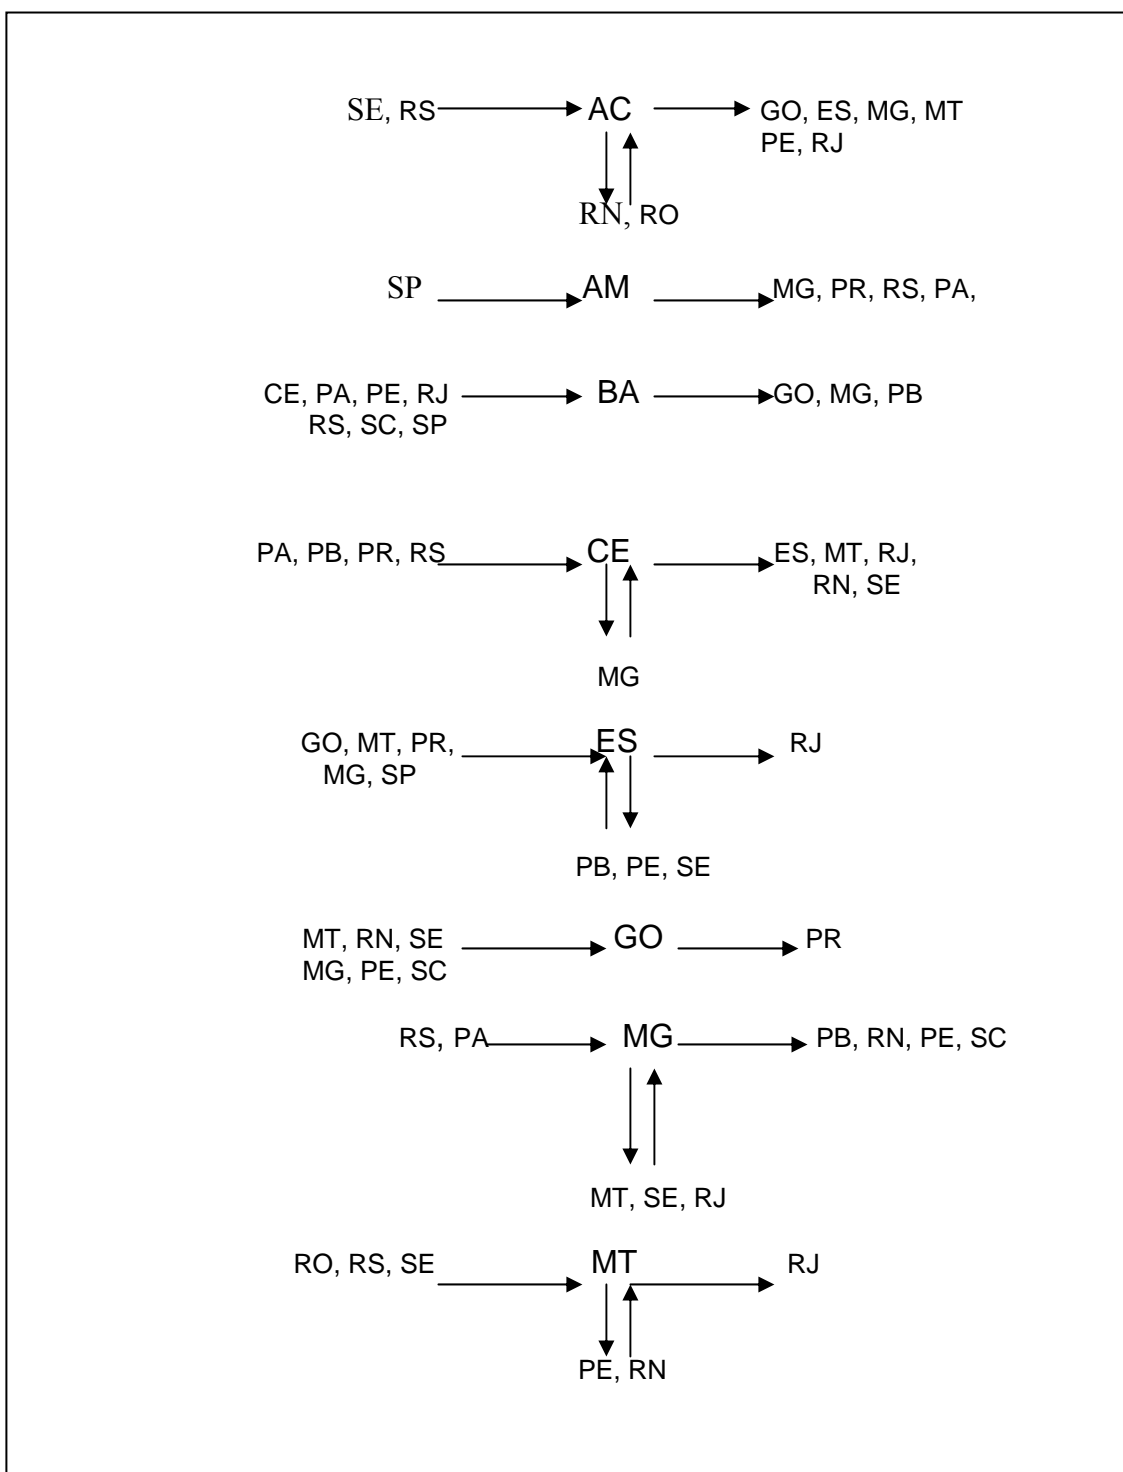 SE, RS AC GO, ES, MG, MT
PE, RJ
RN, RO
SP AM MG, PR, RS, PA,
CE, PA, PE, RJ BA GO, MG, PB
RS, SC, SP
PA, PB, PR, RS CE ES, MT, RJ,
RN, SE
MG
GO, MT, PR, ES RJ
MG, SP
PB, PE, SE
MT, RN, SE GO PR
MG, PE, SC
RS, PA MG PB, RN, PE, SC
MT, SE, RJ
RO, RS, SE MT RJ
PE, RN